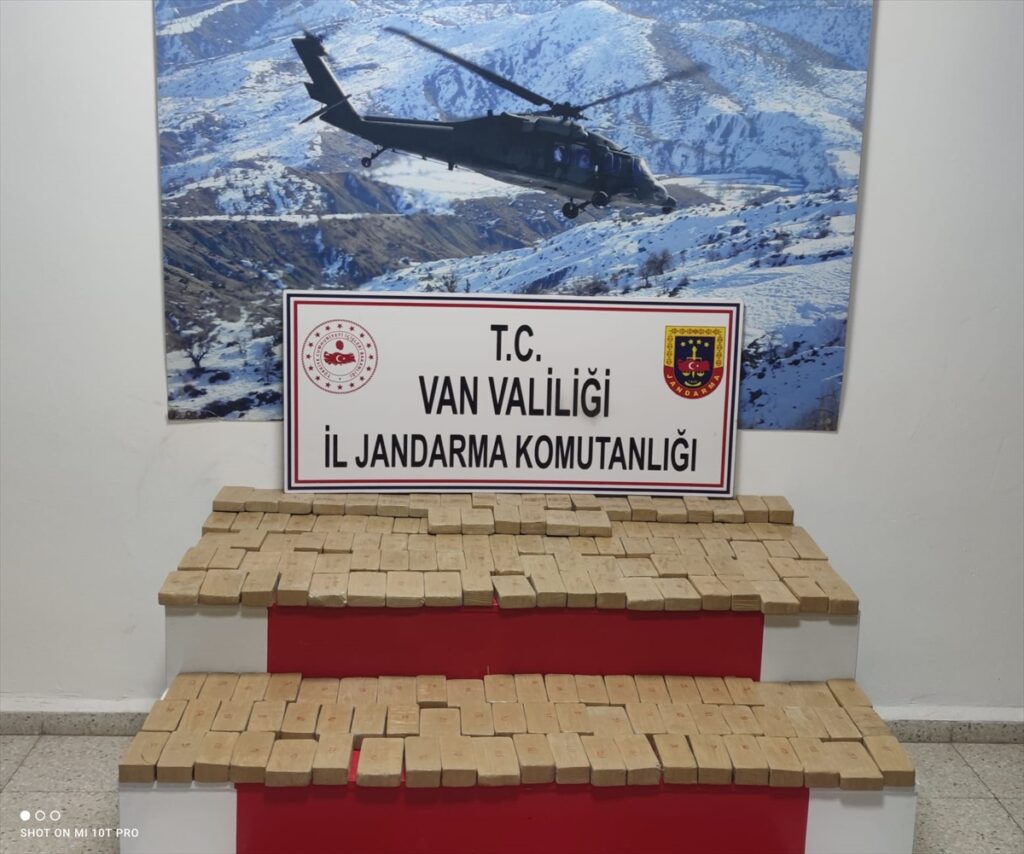 T.C.
VAN VALİLİĞİ
İL JANDARMA KOMUTANLIĞI
JANDARMA
SHOT ON MI 10T PRO